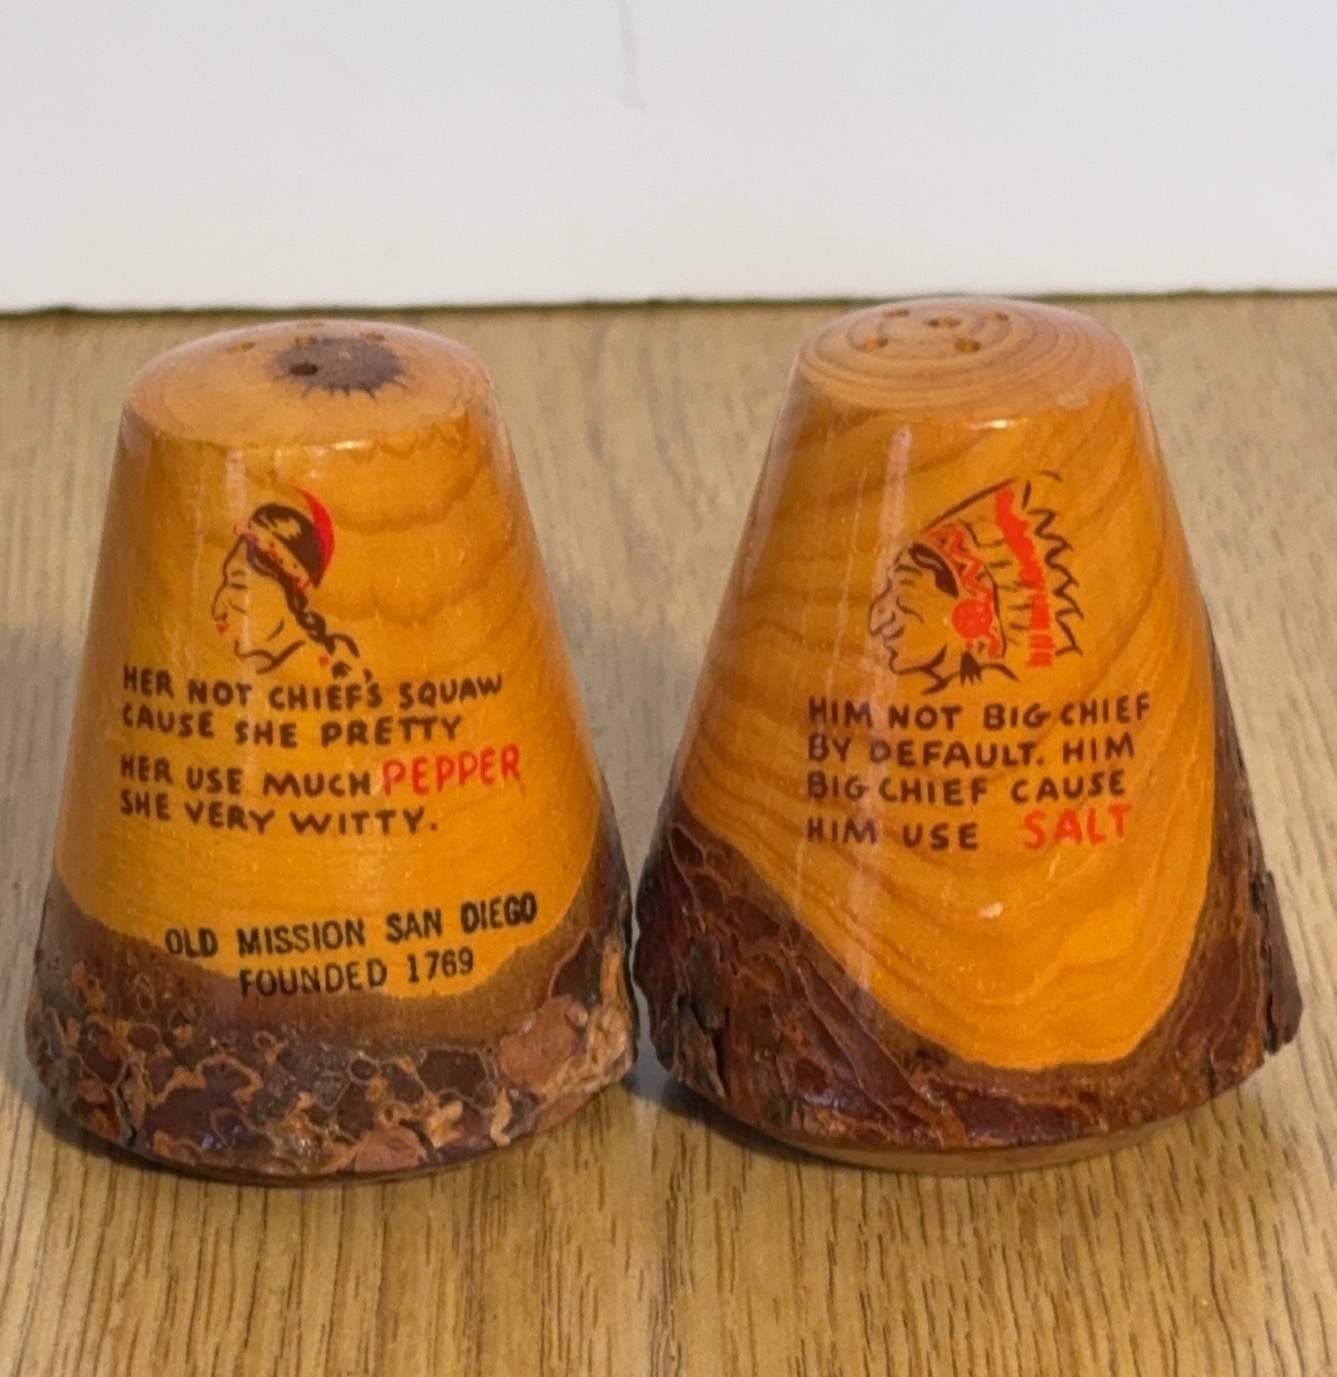 HER NOT CHIEF'S SQUAW
CAUSE SHE PRETTY
HER USE MUCH PEPPER
SHE VERY WITTY.
OLD MISSION SAN DIEGO
FOUNDED 1769
HIM NOT BIG CHIEF
BY DEFAULT. HIM
BIG CHIEF CAUSE
HIM USE SALT